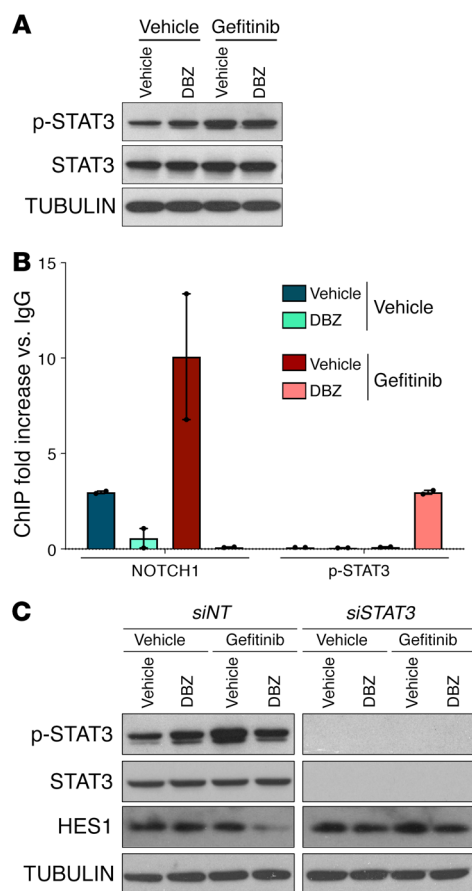 A
Vehicle Gefitinib
Vehicle DBZ Vehicle DBZ
p-STAT3
STAT3
TUBULIN
B
ChIP fold increase vs. IgG
15
10
5
0
Vehicle
DBZ
Vehicle
Vehicle
DBZ
Gefitinib
NOTCH1 p-STAT3
C
siNT siSTAT3
Vehicle Gefitinib Vehicle Gefitinib
Vehicle DBZ Vehicle DBZ Vehicle DBZ Vehicle DBZ
p-STAT3
STAT3
HES1
TUBULIN